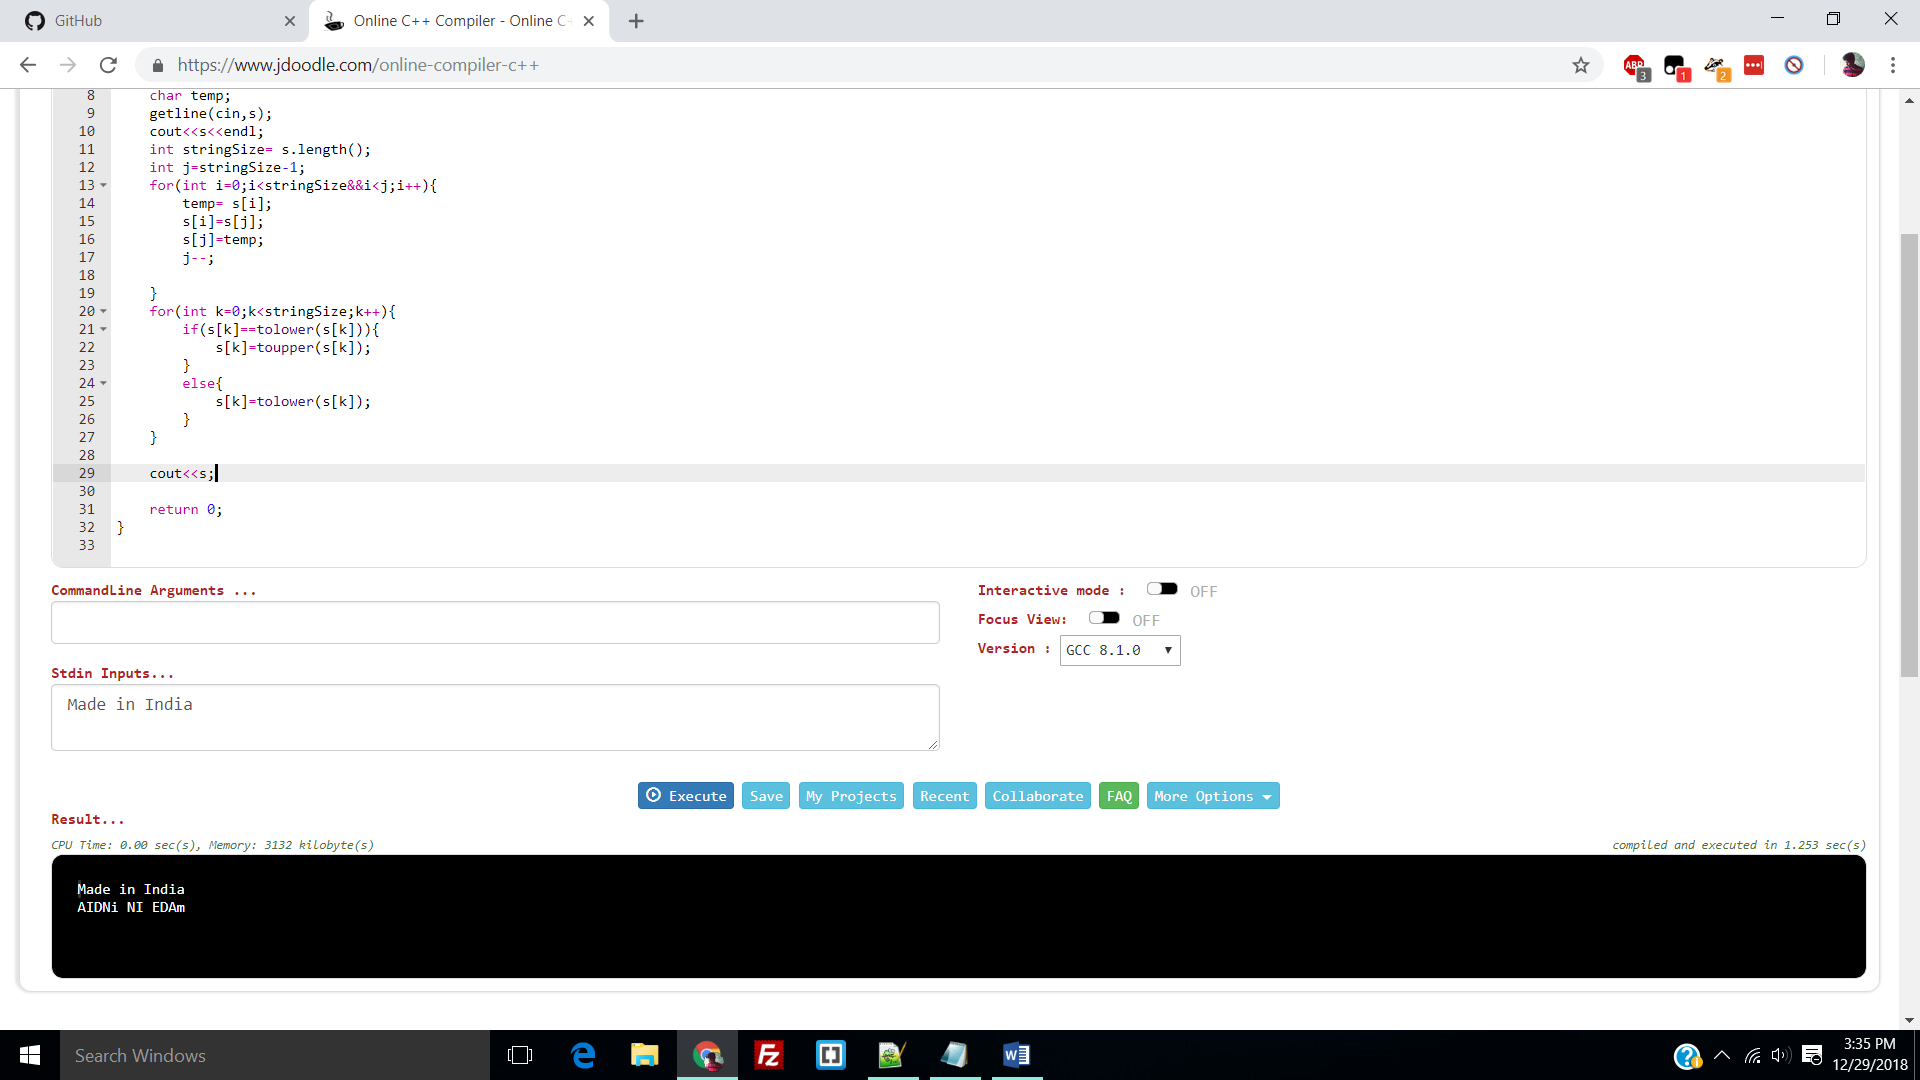 GitHub
Online C++ Compiler - Online C
https://www.jdoodle.com/online-compiler-c++
3
1
2
ABP
8 char temp;
9 getline(cin,s);
10 cout<<s<<endl;
11 int stringSize= s.length();
12 int j=stringSize-1;
13 for(int i=0;i<stringSize&&i<j;i++){
14 temp= s[i];
15 s[i]=s[j];
16 s[j]=temp;
17 j--;
18
19 }
20 for(int k=0;k<stringSize;k++){
21 if(s[k]==tolower(s[k])){
22 s[k]=toupper(s[k]);
23 }
24 else{
25 s[k]=tolower(s[k]);
26 }
27 }
28
29 cout<<s;
30
31 return 0;
32 }
33
CommandLine Arguments ...
Interactive mode : OFF
Focus View: OFF
Version : GCC 8.1.0
Stdin Inputs...
Made in India
Execute Save My Projects Recent Collaborate FAQ More Options
Result...
CPU Time: 0.00 sec(s), Memory: 3132 kilobyte(s)
compiled and executed in 1.253 sec(s)
Made in India
AIDNi NI EDAm
Search Windows
3:35 PM
12/29/2018